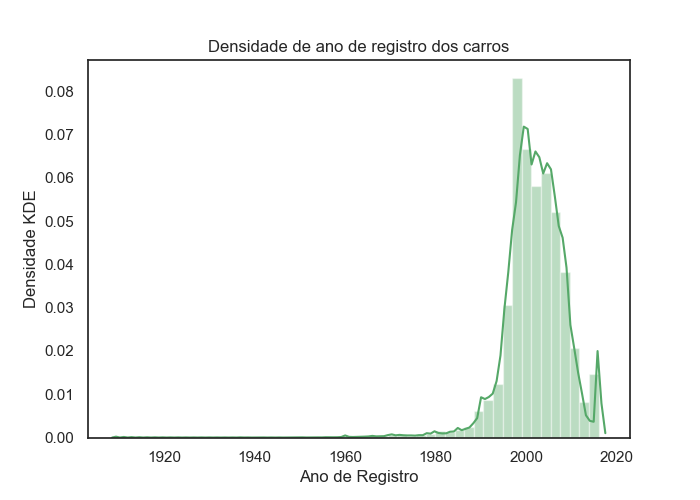 Densidade de ano de registro dos carros
Densidade KDE
0.08
0.07
0.06
0.05
0.04
0.03
0.02
0.01
0.00
1920 1940 1960 1980 2000 2020
Ano de Registro